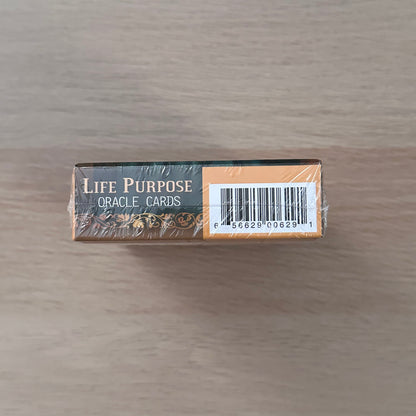 LIFE PURPOSE
ORACLE CARDS
6 56629 00629 1